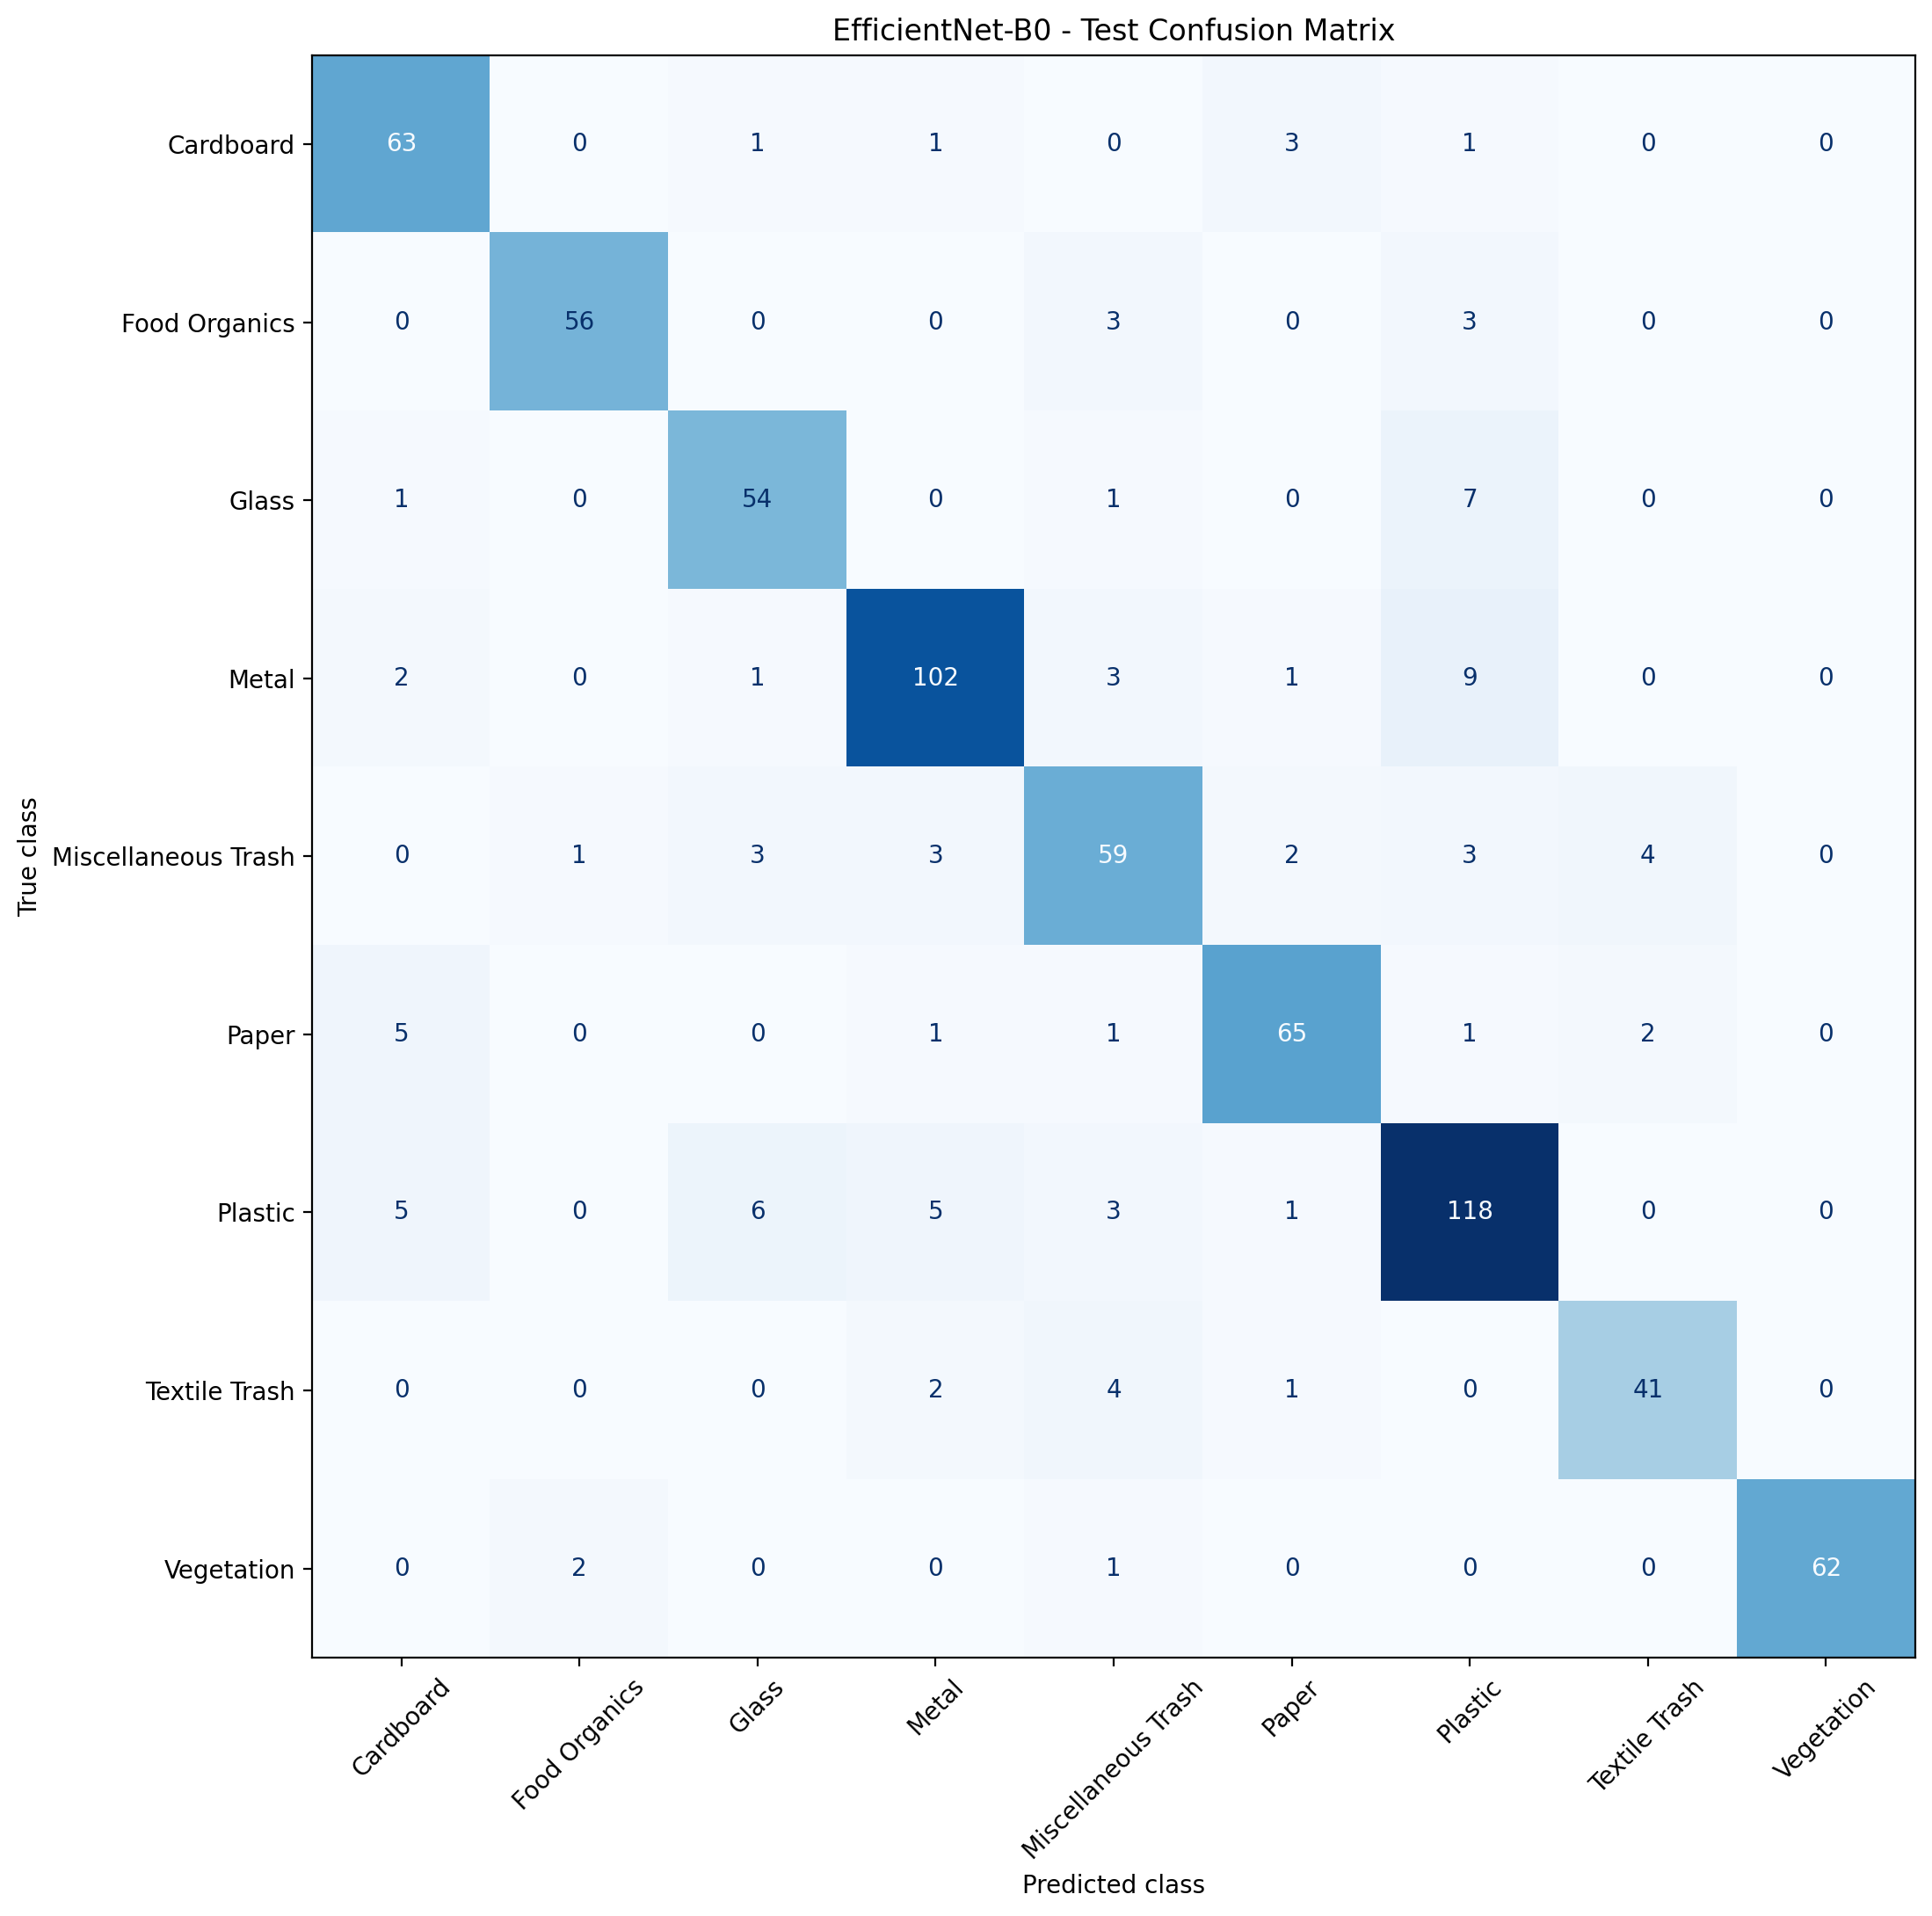 EfficientNet-B0 - Test Confusion Matrix
True class
Cardboard 63 0 1 1 0 3 1 0 0
Food Organics 0 56 0 0 3 0 3 0 0
Glass 1 0 54 0 1 0 7 0 0
Metal 2 0 1 102 3 1 9 0 0
Miscellaneous Trash 0 1 3 3 59 2 3 4 0
Paper 5 0 0 1 1 65 1 2 0
Plastic 5 0 6 5 3 1 118 0 0
Textile Trash 0 0 0 2 4 1 0 41 0
Vegetation 0 2 0 0 1 0 0 0 62
Cardboard Food Organics Glass Metal Miscellaneous Trash Paper Plastic Textile Trash Vegetation
Predicted class